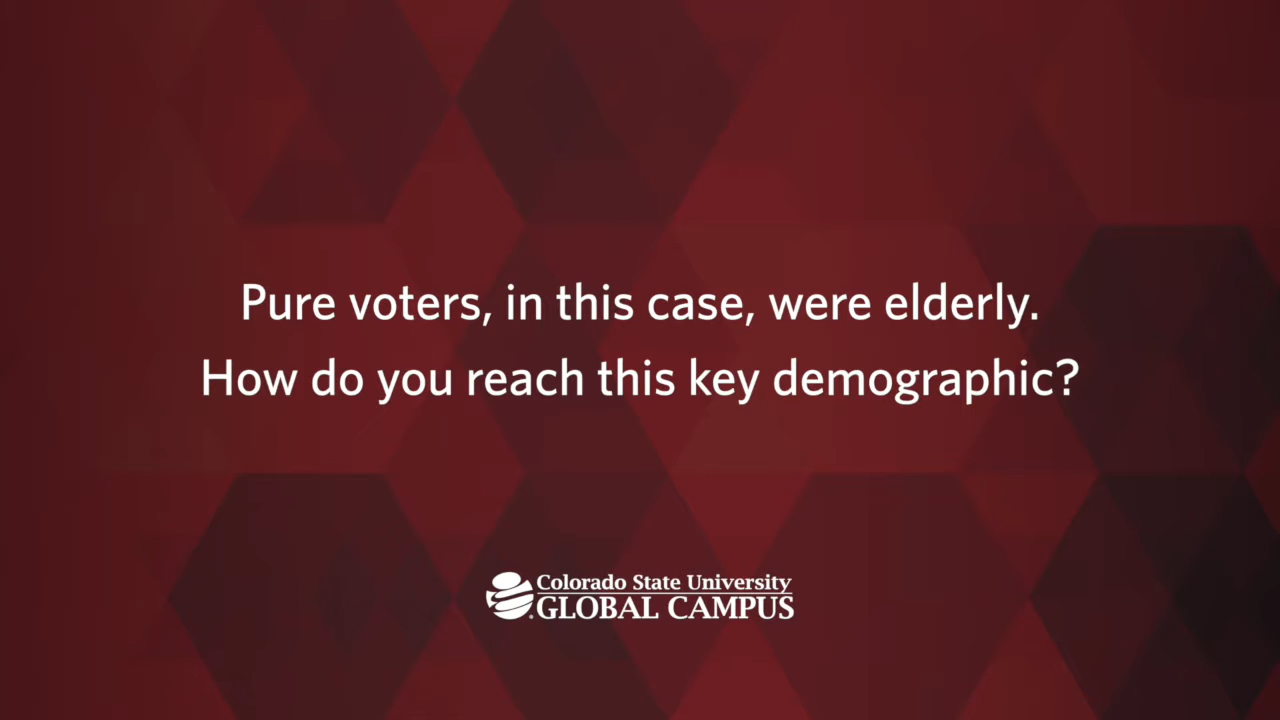 Pure voters, in this case, were elderly.
How do you reach this key demographic?
Colorado State University
GLOBAL CAMPUS